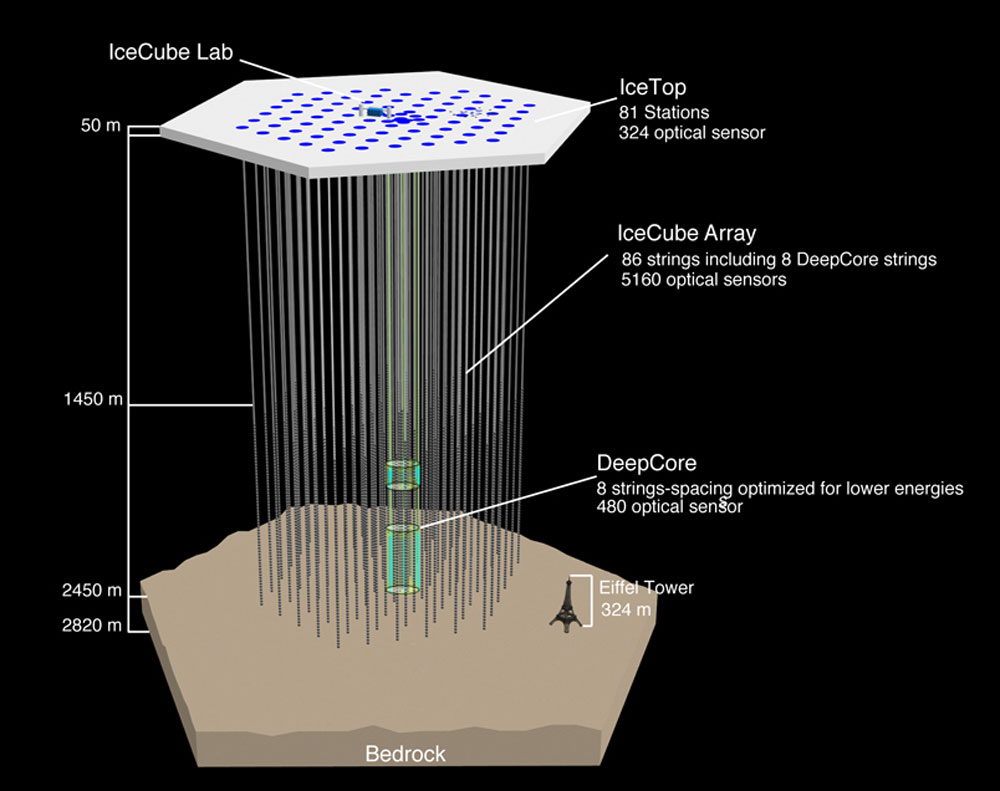 IceCube Lab
IceTop
81 Stations
324 optical sensor
50 m
IceCube Array
86 strings including 8 DeepCore strings
5160 optical sensors
1450 m
DeepCore
8 strings-spacing optimized for lower energies
480 optical sensor
s
2450 m
Eiffel Tower
324 m
2820 m
Bedrock